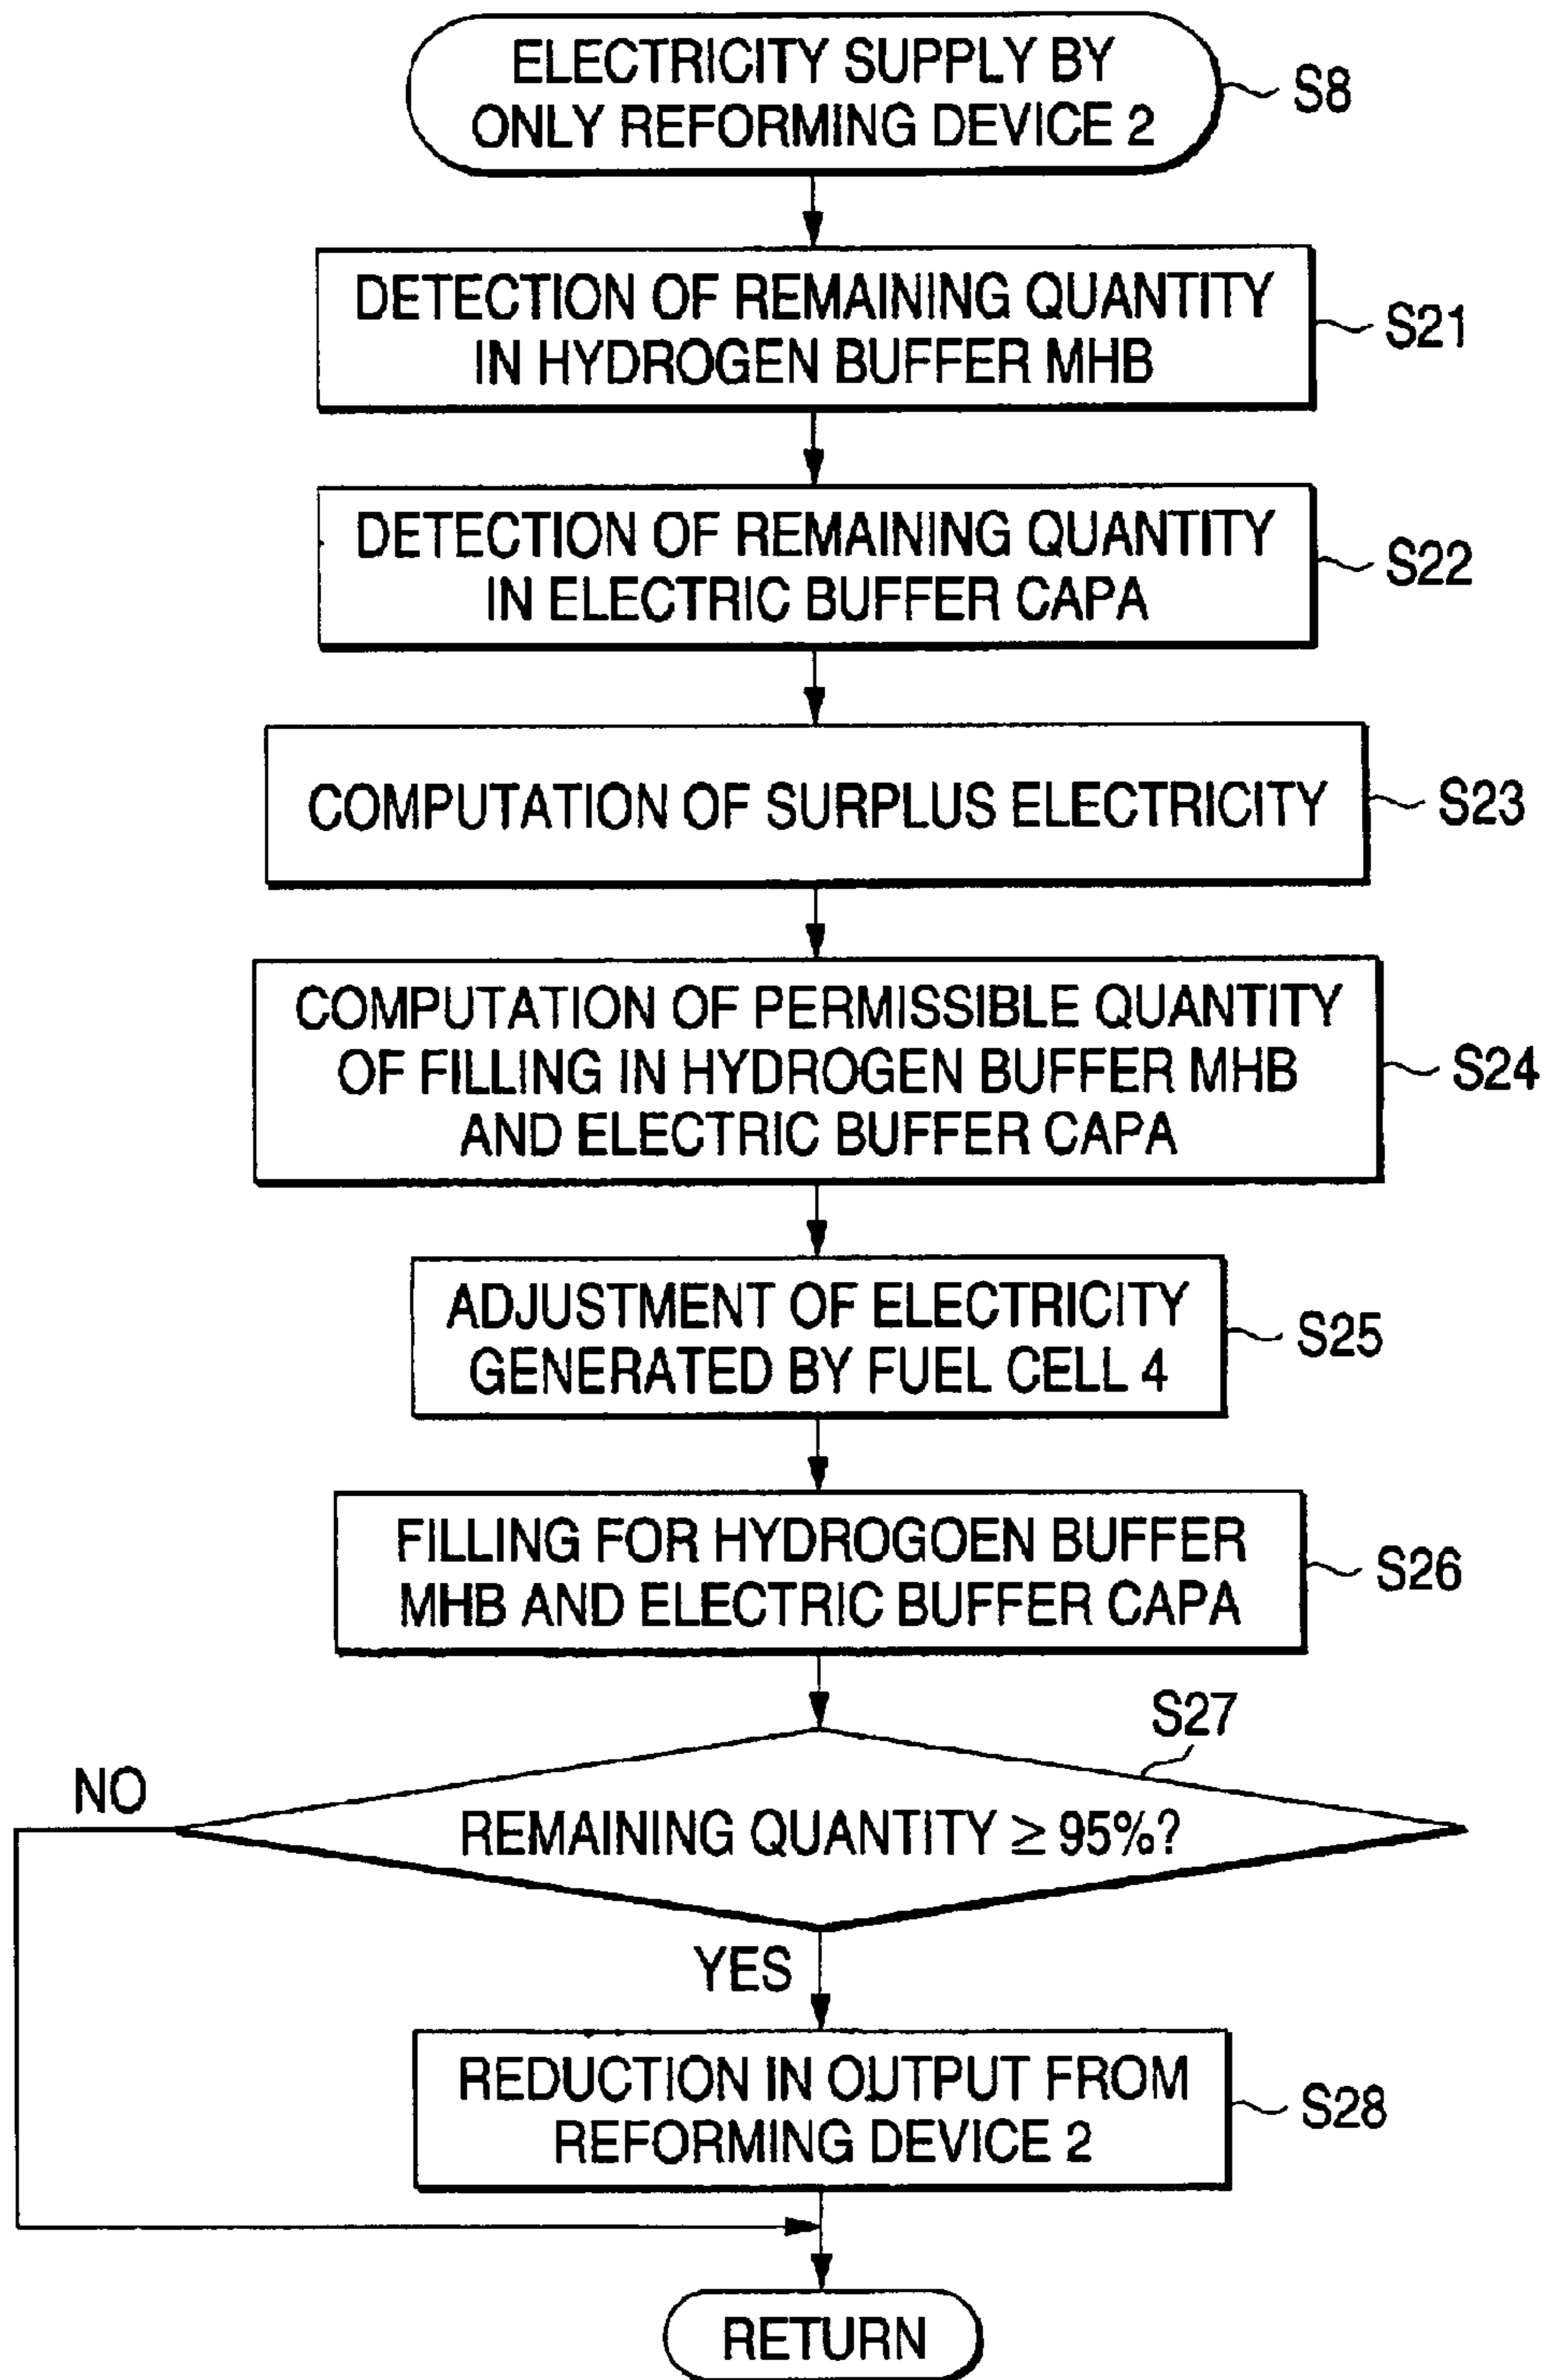 ELECTRICITY SUPPLY BY
ONLY REFORMING DEVICE 2
S8
DETECTION OF REMAINING QUANTITY
IN HYDROGEN BUFFER MHB
S21
DETECTION OF REMAINING QUANTITY
IN ELECTRIC BUFFER CAPA
S22
COMPUTATION OF SURPLUS ELECTRICITY
S23
COMPUTATION OF PERMISSIBLE QUANTITY
OF FILLING IN HYDROGEN BUFFER MHB
AND ELECTRIC BUFFER CAPA
S24
ADJUSTMENT OF ELECTRICITY
GENERATED BY FUEL CELL 4
S25
FILLING FOR HYDROGOEN BUFFER
MHB AND ELECTRIC BUFFER CAPA
S26
S27
NO
REMAINING QUANTITY ≥ 95%?
YES
REDUCTION IN OUTPUT FROM
REFORMING DEVICE 2
S28
RETURN